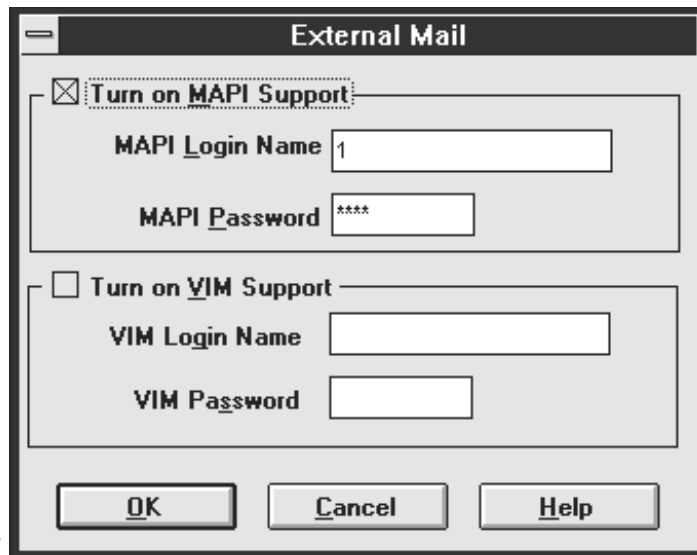 External Mail
Turn on MAPI Support
MAPI Login Name 1
MAPI Password ****
Turn on VIM Support
VIM Login Name
VIM Password
OK Cancel Help